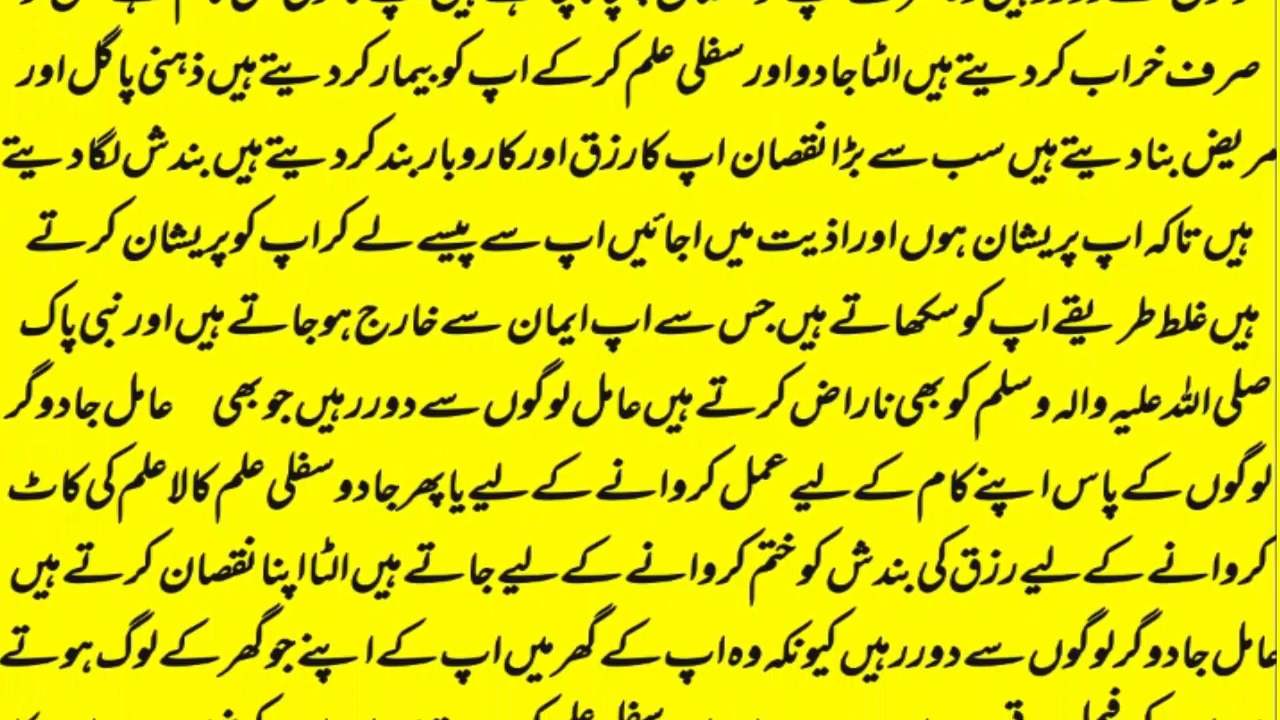 صرف خراب کر دیتے ہیں الٹا جادو اور سفلی علم کر کے اپ کو بیمار کر دیتے ہیں ذہنی پاگل اور
مریض بنا دیتے ہیں سب سے بڑا نقصان اپ کا رزق اور کاروبار بند کر دیتے ہیں بندش لگا دیتے
ہیں تاکہ اپ پریشان ہوں اور اذیت میں اجائیں اپ سے پیسے لے کر اپ کو پریشان کرتے
ہیں غلط طریقے اپ کو سکھاتے ہیں جس سے اپ ایمان سے خارج ہو جاتے ہیں اور نبی پاک
صلی اللہ علیہ والہ وسلم کو بھی ناراض کرتے ہیں عامل لوگوں سے دور رہیں جو بھی عامل جادوگر
لوگوں کے پاس اپنے کام کے لیے عمل کروانے کے لیے یا پھر جادو سفلی علم کالا علم کی کاٹ
کروانے کے لیے رزق کی بندش کو ختم کروانے کے لیے جاتے ہیں الٹا اپنا نقصان کرتے ہیں
عامل جادوگر لوگوں سے دور رہیں کیونکہ وہ اپ کے گھر میں اپ کے اپنے جو گھر کے لوگ ہوتے